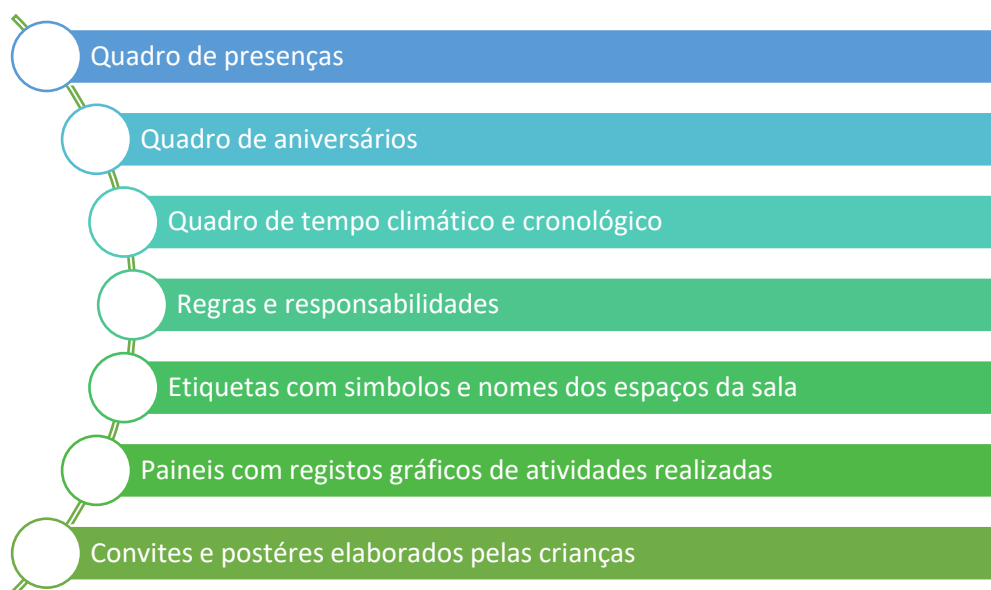 Quadro de presenças
Quadro de aniversários
Quadro de tempo climático e cronológico
Regras e responsabilidades
Etiquetas com simbolos e nomes dos espaços da sala
Paineis com registos gráficos de atividades realizadas
Convites e postéres elaborados pelas crianças